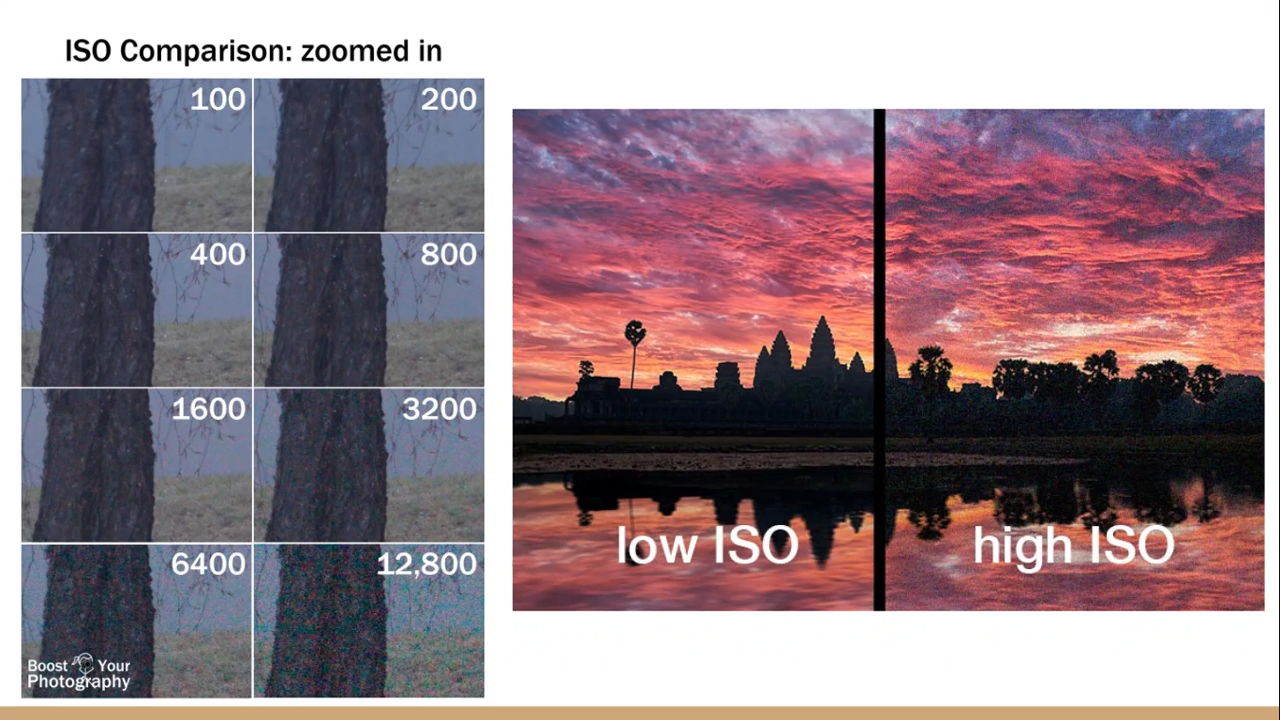 ISO Comparison: zoomed in
100
200
400
800
1600
3200
6400
12,800
Boost Your
Photography
low ISO
high ISO